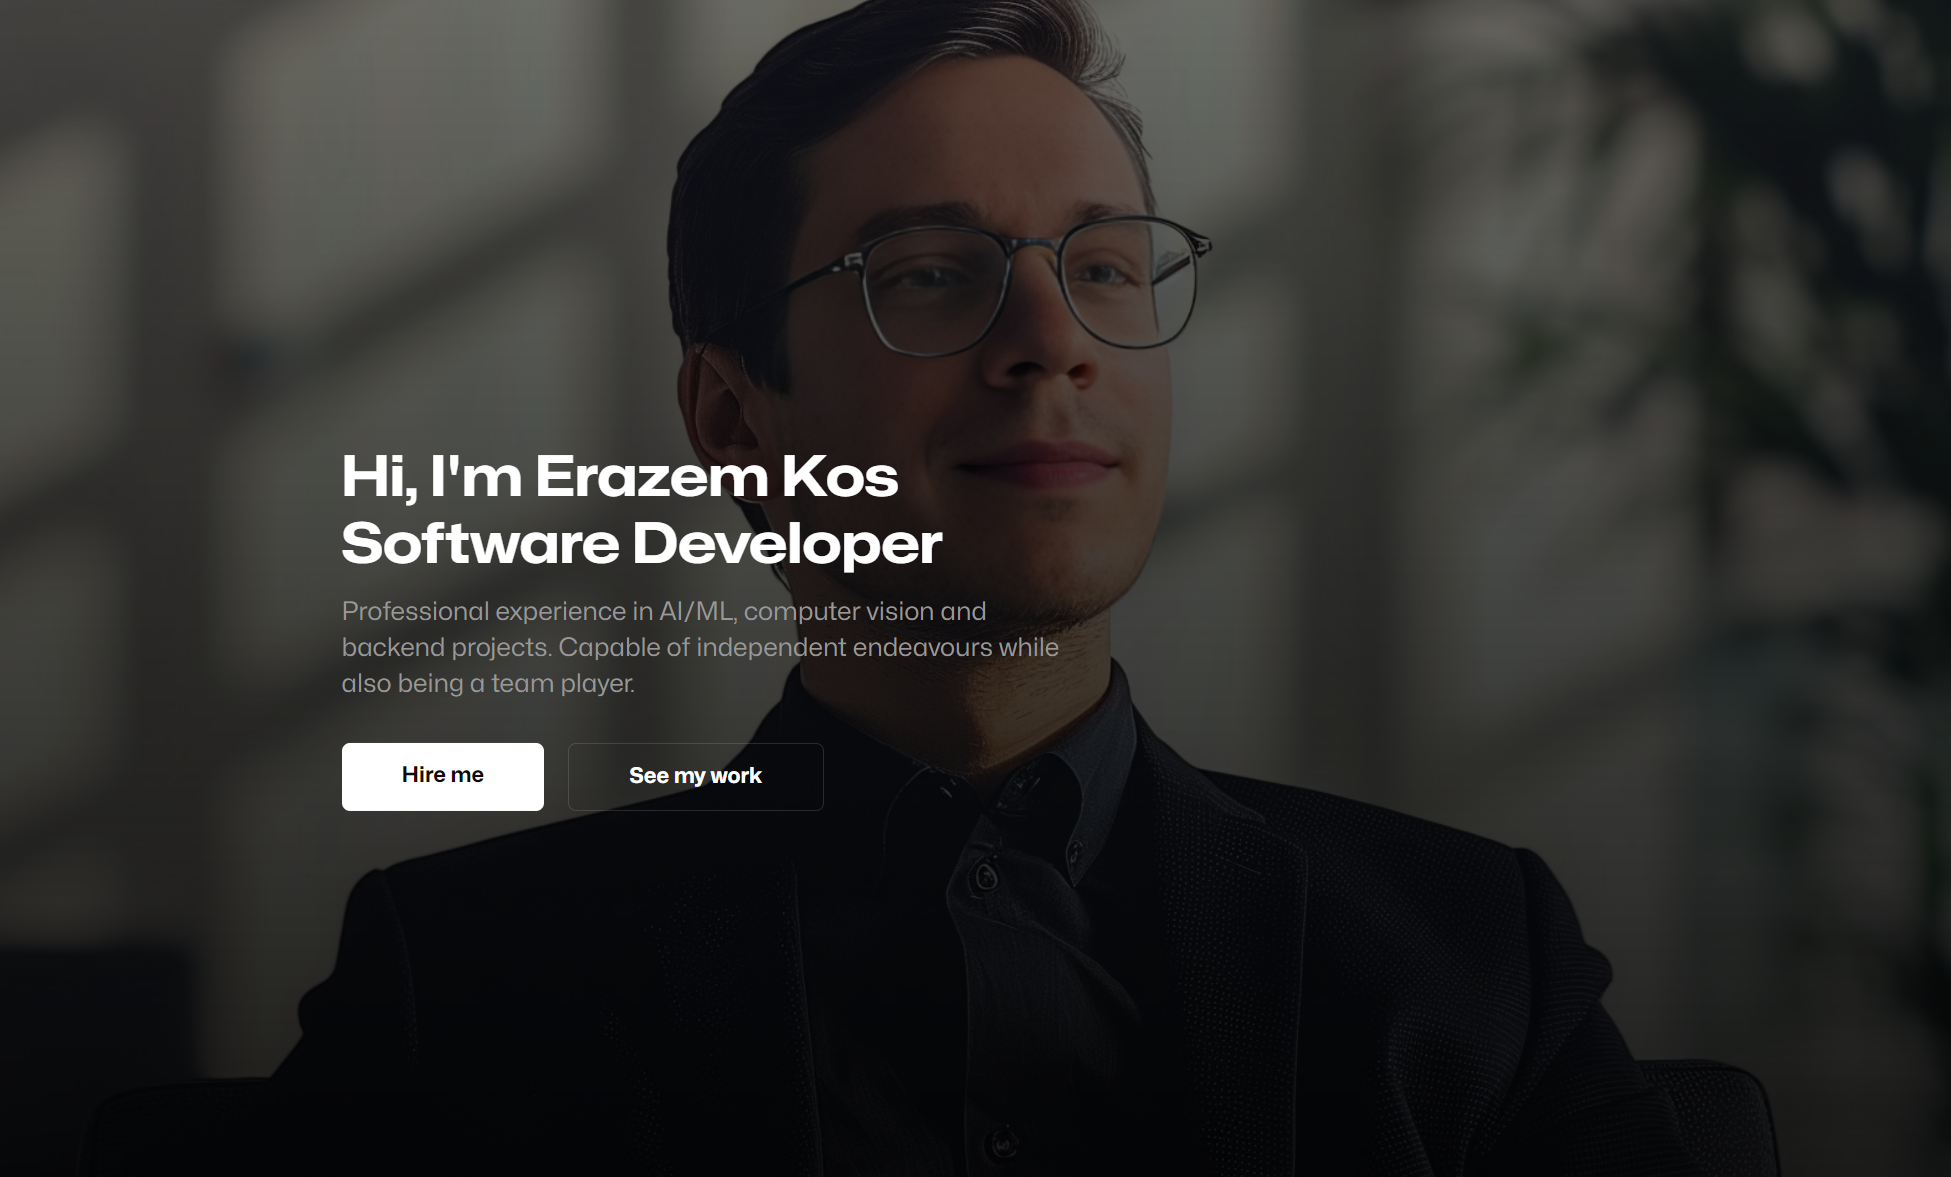 Hi, I'm Erazem Kos
Software Developer
Professional experience in AI/ML, computer vision and
backend projects. Capable of independent endeavours while
also being a team player.
Hire me
See my work